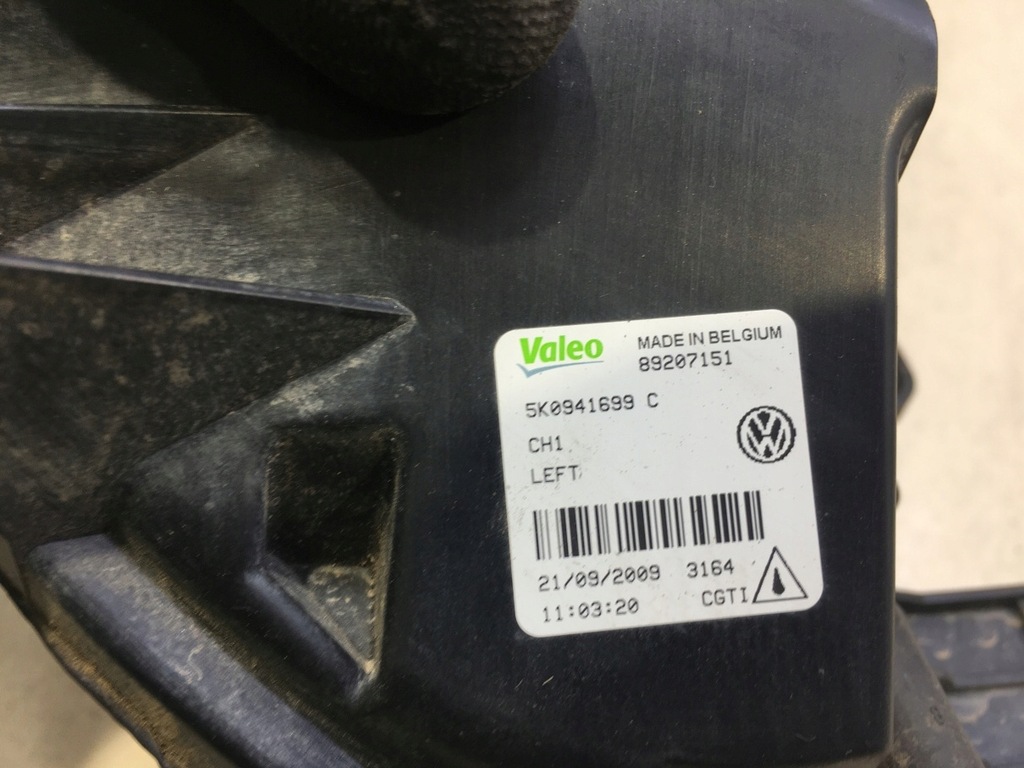 Valeo MADE IN BELGIUM
89207151
5K0941699 C
CH1
LEFT
21/09/2009 3164
11:03:20 CGTI